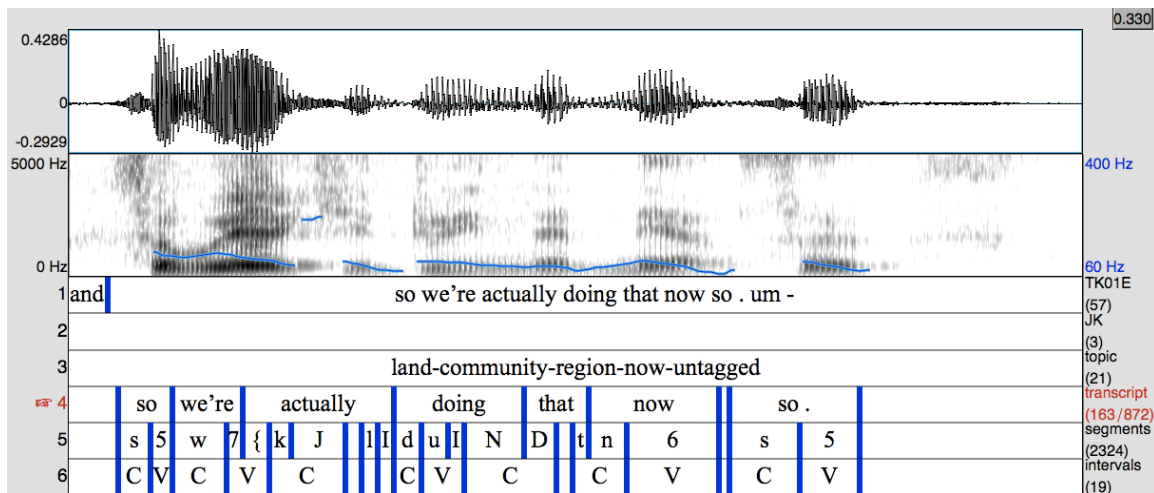 0.330
0.4286
0
-0.2929
5000 Hz 400 Hz
0 Hz 60 Hz
1 and so we're actually doing that now so . um - TK01E (57)
2 JK (3)
3 land-community-region-now-untagged topic (21)
☞ 4 so we're actually doing that now so . transcript (163/872)
5 s 5 w 7 { k J l I d u I N D t n 6 s 5 segments (2324)
6 C V C V C C V C C V C V intervals (19)